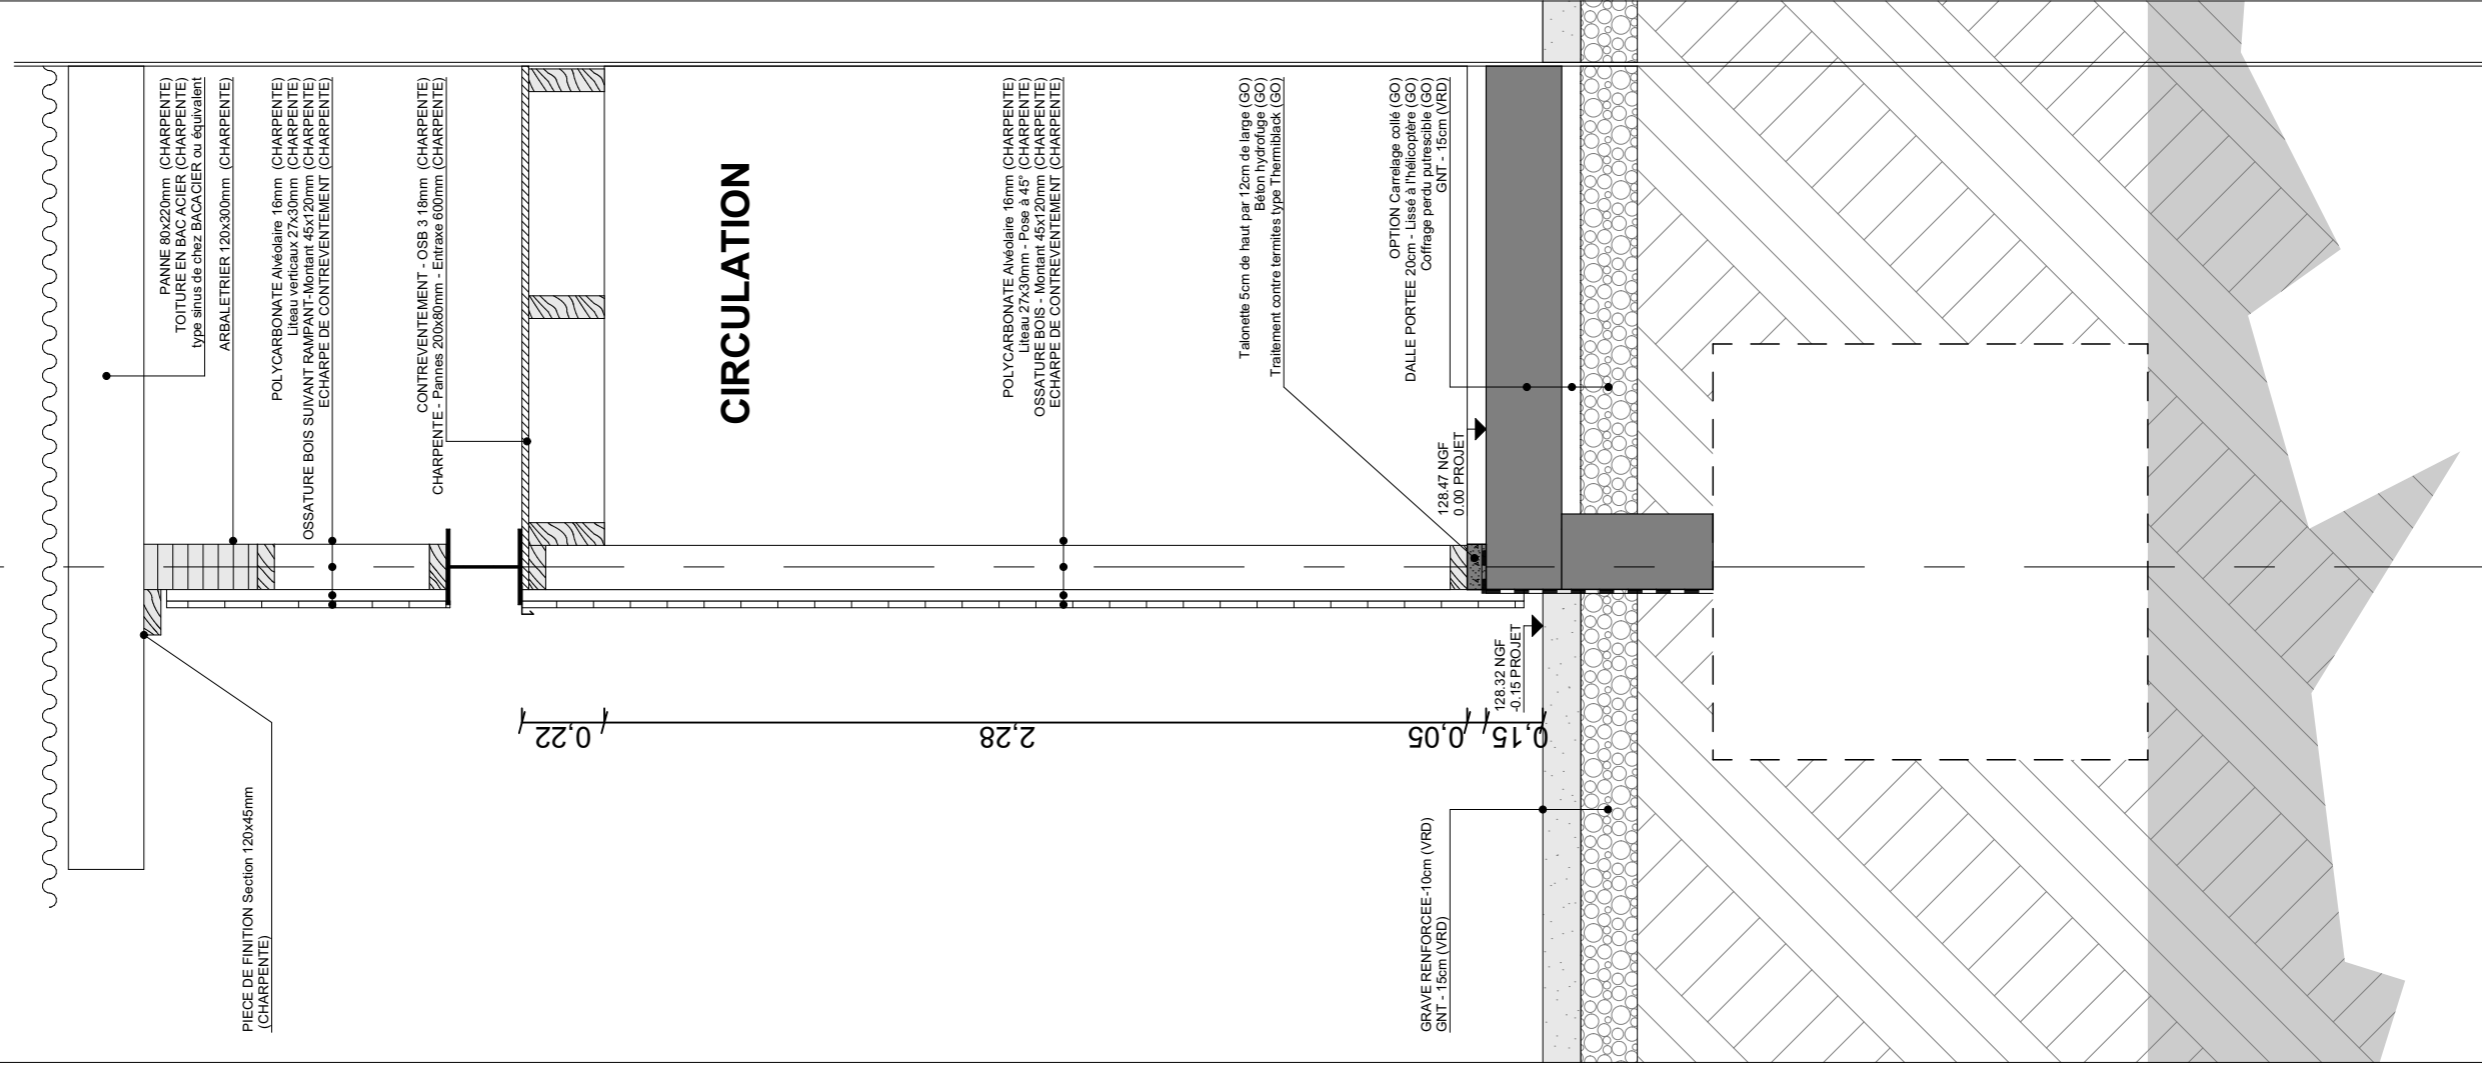 PANNE 80x220mm (CHARPENTE)
TOITURE EN BAC ACIER (CHARPENTE)
type sinus de chez BACACIER ou équivalent
ARBALETRIER 120x300mm (CHARPENTE)
POLYCARBONATE Alvéolaire 16mm (CHARPENTE)
Liteau verticaux 27x30mm (CHARPENTE)
OSSATURE BOIS SUIVANT RAMPANT-Montant 45x120mm (CHARPENTE)
ECHARPE DE CONTREVENTEMENT (CHARPENTE)
CONTREVENTEMENT - OSB 3 18mm (CHARPENTE)
CHARPENTE - Pannes 200x80mm - Entraxe 600mm (CHARPENTE)
CIRCULATION
POLYCARBONATE Alvéolaire 16mm (CHARPENTE)
Liteau 27x30mm - Pose à 45° (CHARPENTE)
OSSATURE BOIS - Montant 45x120mm (CHARPENTE)
ECHARPE DE CONTREVENTEMENT (CHARPENTE)
Talonette 5cm de haut par 12cm de large (GO)
Béton hydrofuge (GO)
Traitement contre termites type Thermiblack (GO)
OPTION Carrelage collé (GO)
DALLE PORTEE 20cm - Lissé à l'hélicoptère (GO)
Coffrage perdu putrescible (GO)
GNT - 15cm (VRD)
128.47 NGF
0.00 PROJET
128.32 NGF
-0.15 PROJET
0,22
2,28
0,05
0,15
PIECE DE FINITION Section 120x45mm
(CHARPENTE)
GRAVE RENFORCEE-10cm (VRD)
GNT - 15cm (VRD)